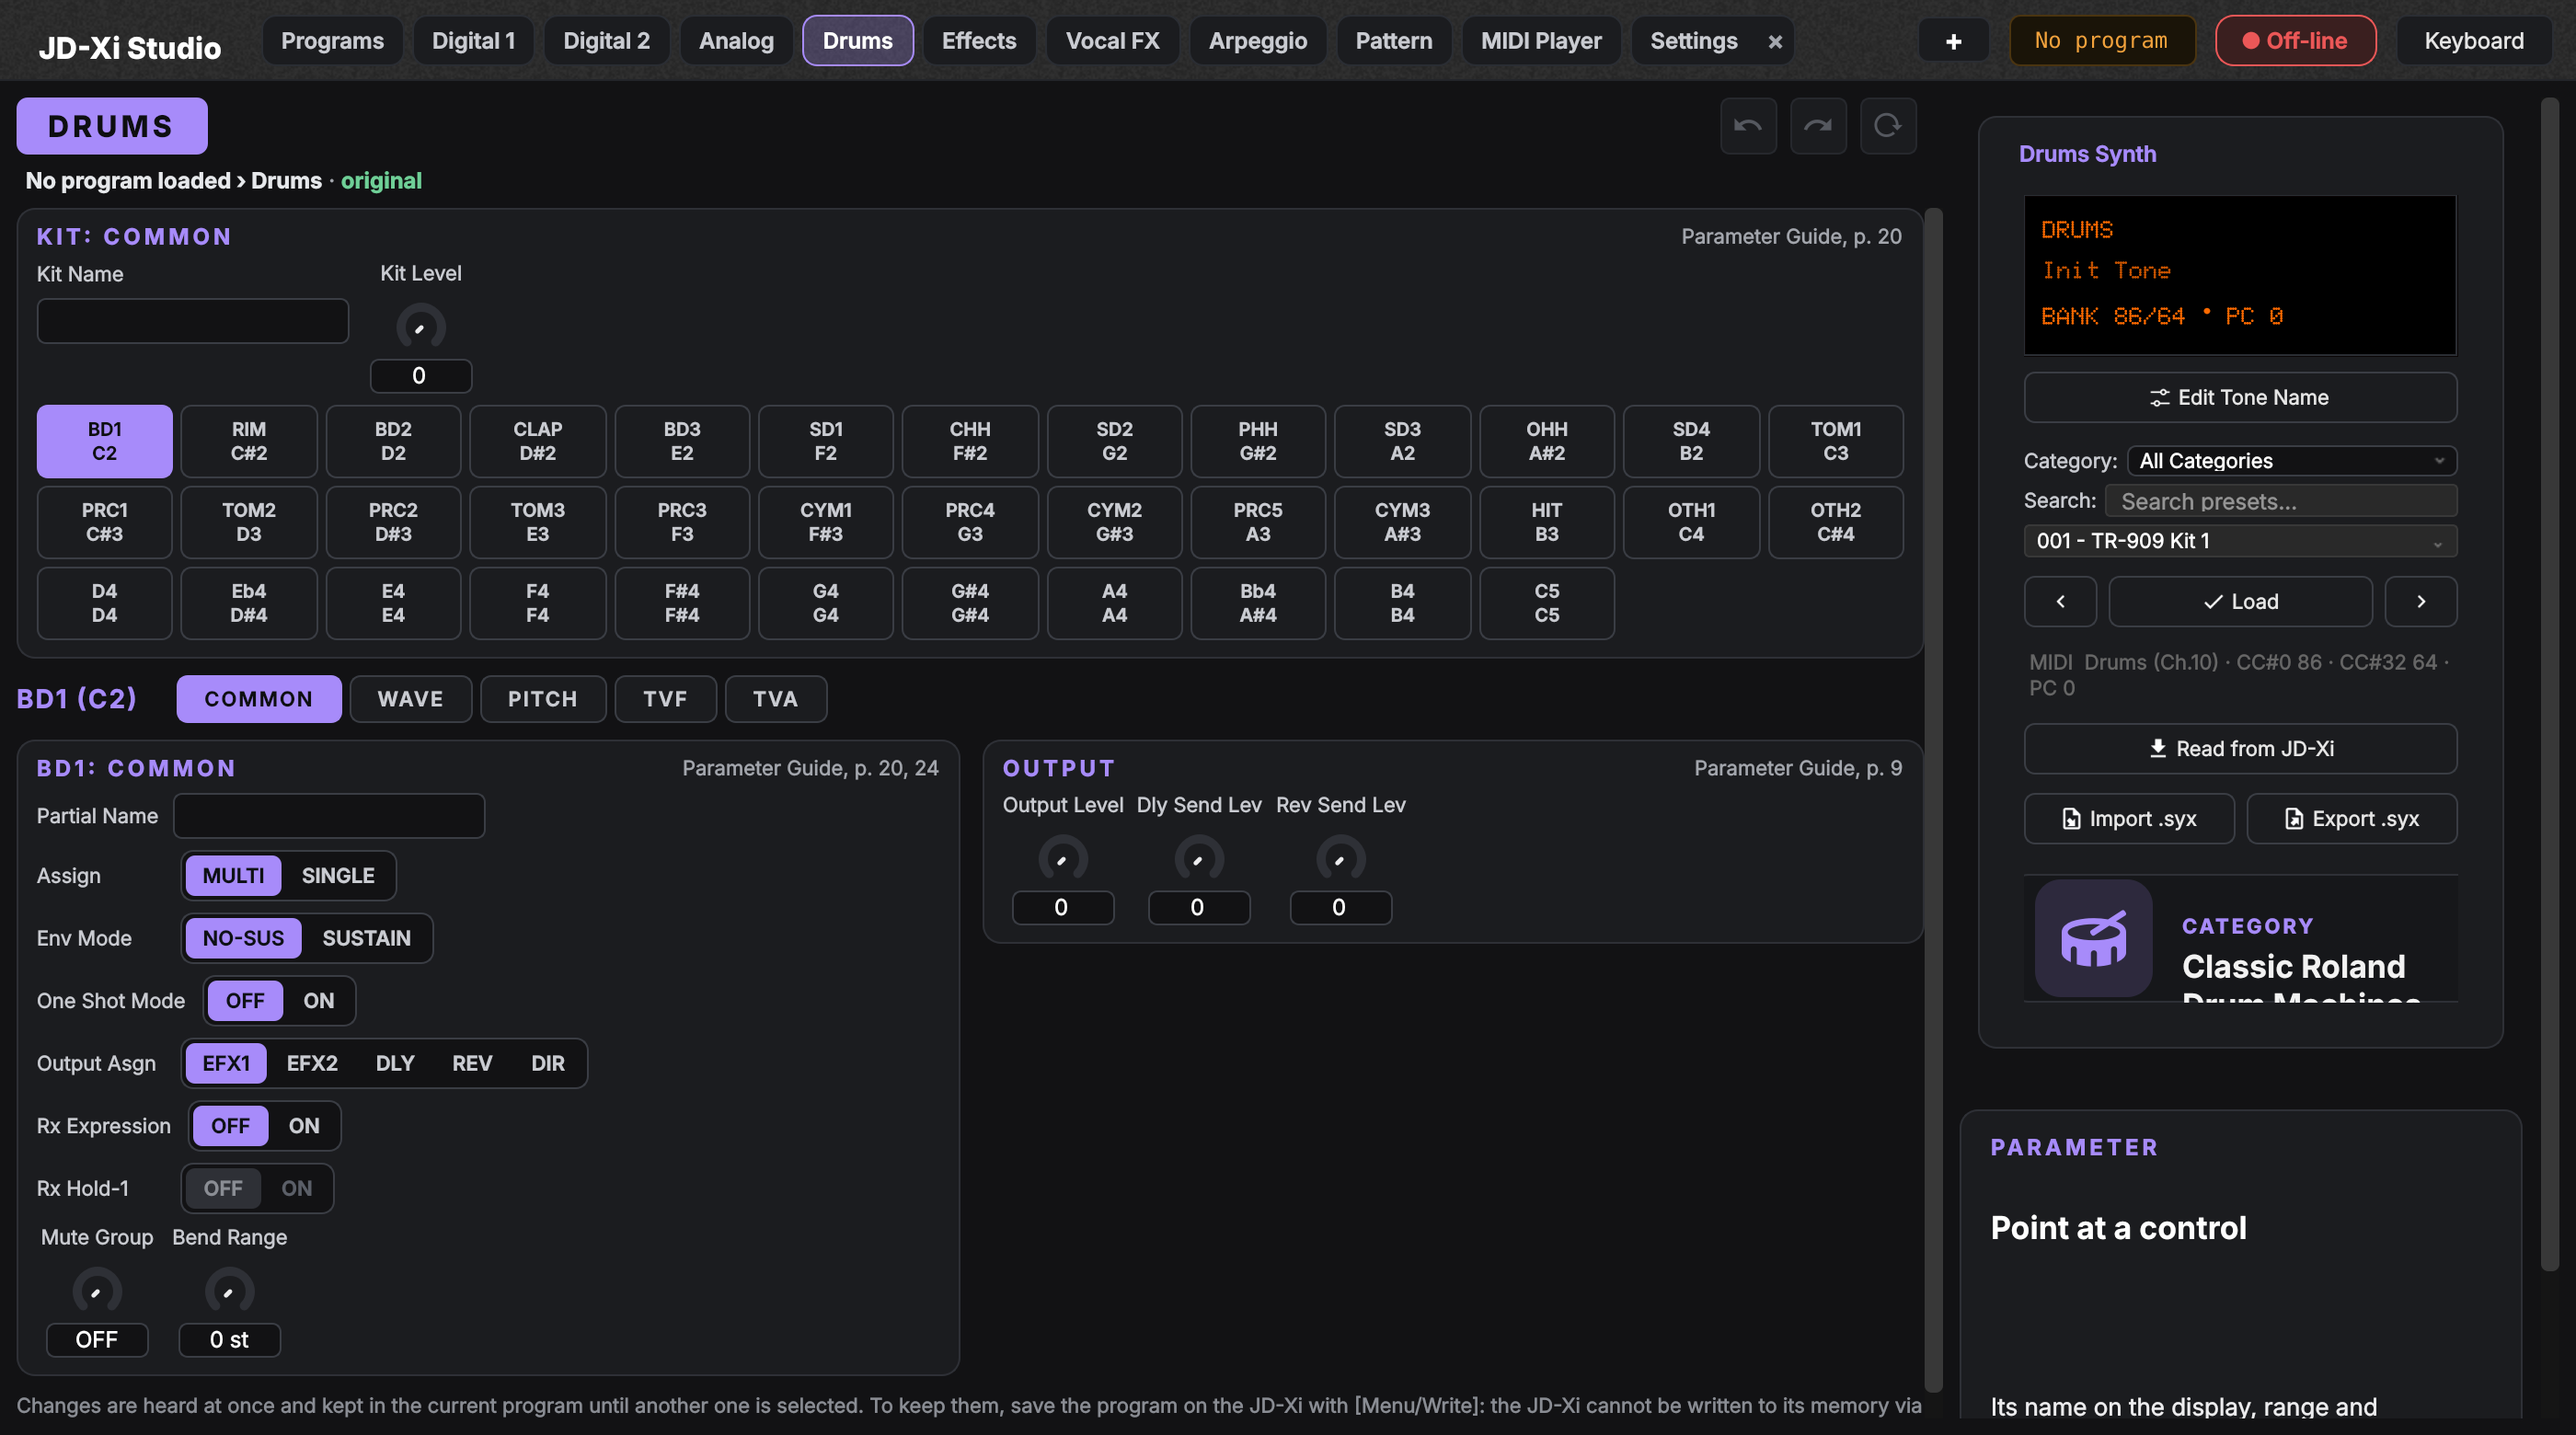 JD-Xi Studio
Programs
Digital 1
Digital 2
Analog
Drums
Effects
Vocal FX
Arpeggio
Pattern
MIDI Player
Settings ×
+
No program
Off-line
Keyboard
DRUMS
No program loaded › Drums · original
KIT: COMMON
Parameter Guide, p. 20
Kit Name
Kit Level
0
BD1 C2
RIM C#2
BD2 D2
CLAP D#2
BD3 E2
SD1 F2
CHH F#2
SD2 G2
PHH G#2
SD3 A2
OHH A#2
SD4 B2
TOM1 C3
PRC1 C#3
TOM2 D3
PRC2 D#3
TOM3 E3
PRC3 F3
CYM1 F#3
PRC4 G3
CYM2 G#3
PRC5 A3
CYM3 A#3
HIT B3
OTH1 C4
OTH2 C#4
D4 D4
Eb4 D#4
E4 E4
F4 F4
F#4 F#4
G4 G4
G#4 G#4
A4 A4
Bb4 A#4
B4 B4
C5 C5
BD1 (C2)
COMMON
WAVE
PITCH
TVF
TVA
BD1: COMMON
Parameter Guide, p. 20, 24
Partial Name
Assign MULTI SINGLE
Env Mode NO-SUS SUSTAIN
One Shot Mode OFF ON
Output Asgn EFX1 EFX2 DLY REV DIR
Rx Expression OFF ON
Rx Hold-1 OFF ON
Mute Group Bend Range
OFF 0 st
OUTPUT
Parameter Guide, p. 9
Output Level Dly Send Lev Rev Send Lev
0 0 0
Changes are heard at once and kept in the current program until another one is selected. To keep them, save the program on the JD-Xi with [Menu/Write]: the JD-Xi cannot be written to its memory via
Drums Synth
DRUMS
Init Tone
BANK 86/64 • PC 0
Edit Tone Name
Category: All Categories
Search: Search presets...
001 - TR-909 Kit 1
‹ Load ›
MIDI Drums (Ch.10) · CC#0 86 · CC#32 64 ·
PC 0
Read from JD-Xi
Import .syx
Export .syx
CATEGORY
Classic Roland
Drum Machines
PARAMETER
Point at a control
Its name on the display, range and